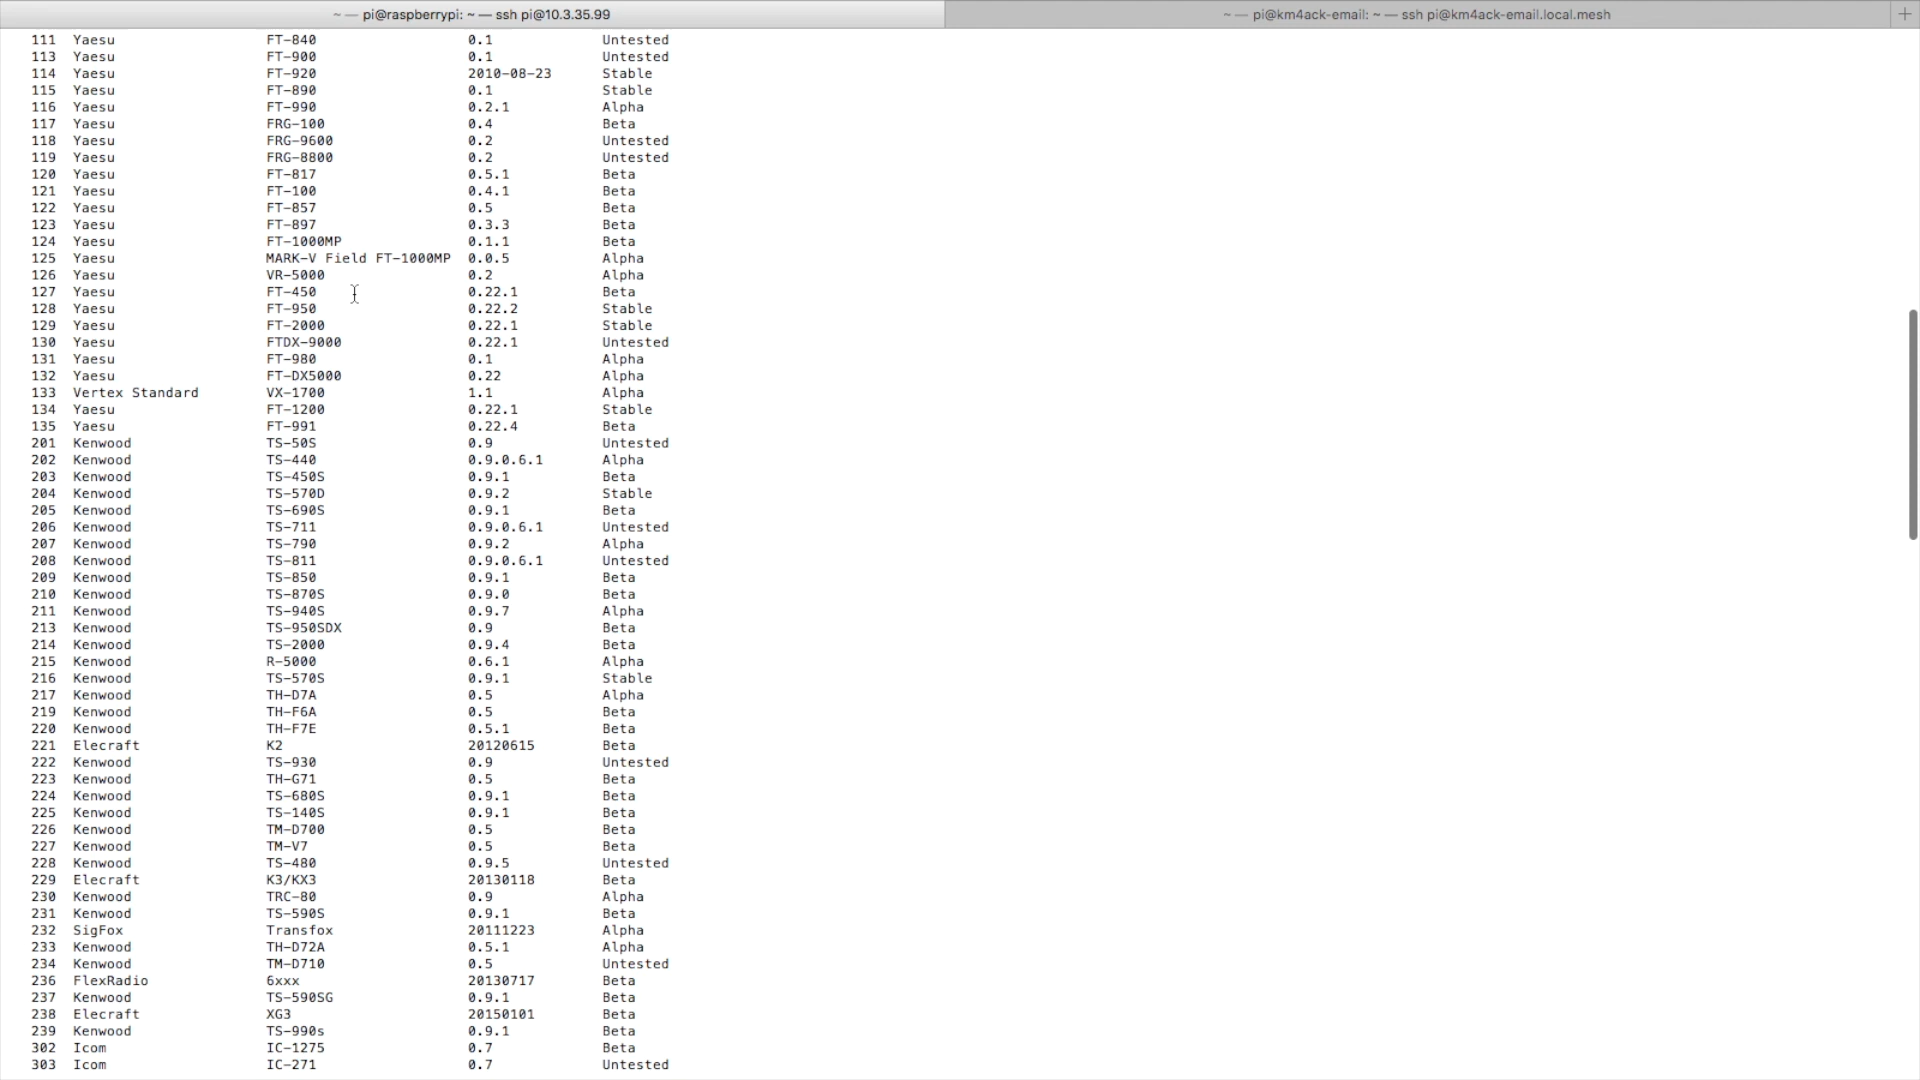 ~ — pi@raspberrypi: ~ — ssh pi@10.3.35.99
~ — pi@km4ack-email: ~ — ssh pi@km4ack-email.local.mesh
+
111 Yaesu FT-840 0.1 Untested
113 Yaesu FT-900 0.1 Untested
114 Yaesu FT-920 2010-08-23 Stable
115 Yaesu FT-890 0.1 Stable
116 Yaesu FT-990 0.2.1 Alpha
117 Yaesu FRG-100 0.4 Beta
118 Yaesu FRG-9600 0.2 Untested
119 Yaesu FRG-8800 0.2 Untested
120 Yaesu FT-817 0.5.1 Beta
121 Yaesu FT-100 0.4.1 Beta
122 Yaesu FT-857 0.5 Beta
123 Yaesu FT-897 0.3.3 Beta
124 Yaesu FT-1000MP 0.1.1 Beta
125 Yaesu MARK-V Field FT-1000MP 0.0.5 Alpha
126 Yaesu VR-5000 0.2 Alpha
127 Yaesu FT-450 0.22.1 Beta
128 Yaesu FT-950 0.22.2 Stable
129 Yaesu FT-2000 0.22.1 Stable
130 Yaesu FTDX-9000 0.22.1 Untested
131 Yaesu FT-980 0.1 Alpha
132 Yaesu FT-DX5000 0.22 Alpha
133 Vertex Standard VX-1700 1.1 Alpha
134 Yaesu FT-1200 0.22.1 Stable
135 Yaesu FT-991 0.22.4 Beta
201 Kenwood TS-50S 0.9 Untested
202 Kenwood TS-440 0.9.0.6.1 Alpha
203 Kenwood TS-450S 0.9.1 Beta
204 Kenwood TS-570D 0.9.2 Stable
205 Kenwood TS-690S 0.9.1 Beta
206 Kenwood TS-711 0.9.0.6.1 Untested
207 Kenwood TS-790 0.9.2 Alpha
208 Kenwood TS-811 0.9.0.6.1 Untested
209 Kenwood TS-850 0.9.1 Beta
210 Kenwood TS-870S 0.9.0 Beta
211 Kenwood TS-940S 0.9.7 Alpha
213 Kenwood TS-950SDX 0.9 Beta
214 Kenwood TS-2000 0.9.4 Beta
215 Kenwood R-5000 0.6.1 Alpha
216 Kenwood TS-570S 0.9.1 Stable
217 Kenwood TH-D7A 0.5 Alpha
219 Kenwood TH-F6A 0.5 Beta
220 Kenwood TH-F7E 0.5.1 Beta
221 Elecraft K2 20120615 Beta
222 Kenwood TS-930 0.9 Untested
223 Kenwood TH-G71 0.5 Beta
224 Kenwood TS-680S 0.9.1 Beta
225 Kenwood TS-140S 0.9.1 Beta
226 Kenwood TM-D700 0.5 Beta
227 Kenwood TM-V7 0.5 Beta
228 Kenwood TS-480 0.9.5 Untested
229 Elecraft K3/KX3 20130118 Beta
230 Kenwood TRC-80 0.9 Alpha
231 Kenwood TS-590S 0.9.1 Beta
232 SigFox Transfox 20111223 Alpha
233 Kenwood TH-D72A 0.5.1 Alpha
234 Kenwood TM-D710 0.5 Untested
236 FlexRadio 6xxx 20130717 Beta
237 Kenwood TS-590SG 0.9.1 Beta
238 Elecraft XG3 20150101 Beta
239 Kenwood TS-990s 0.9.1 Beta
302 Icom IC-1275 0.7 Beta
303 Icom IC-271 0.7 Untested